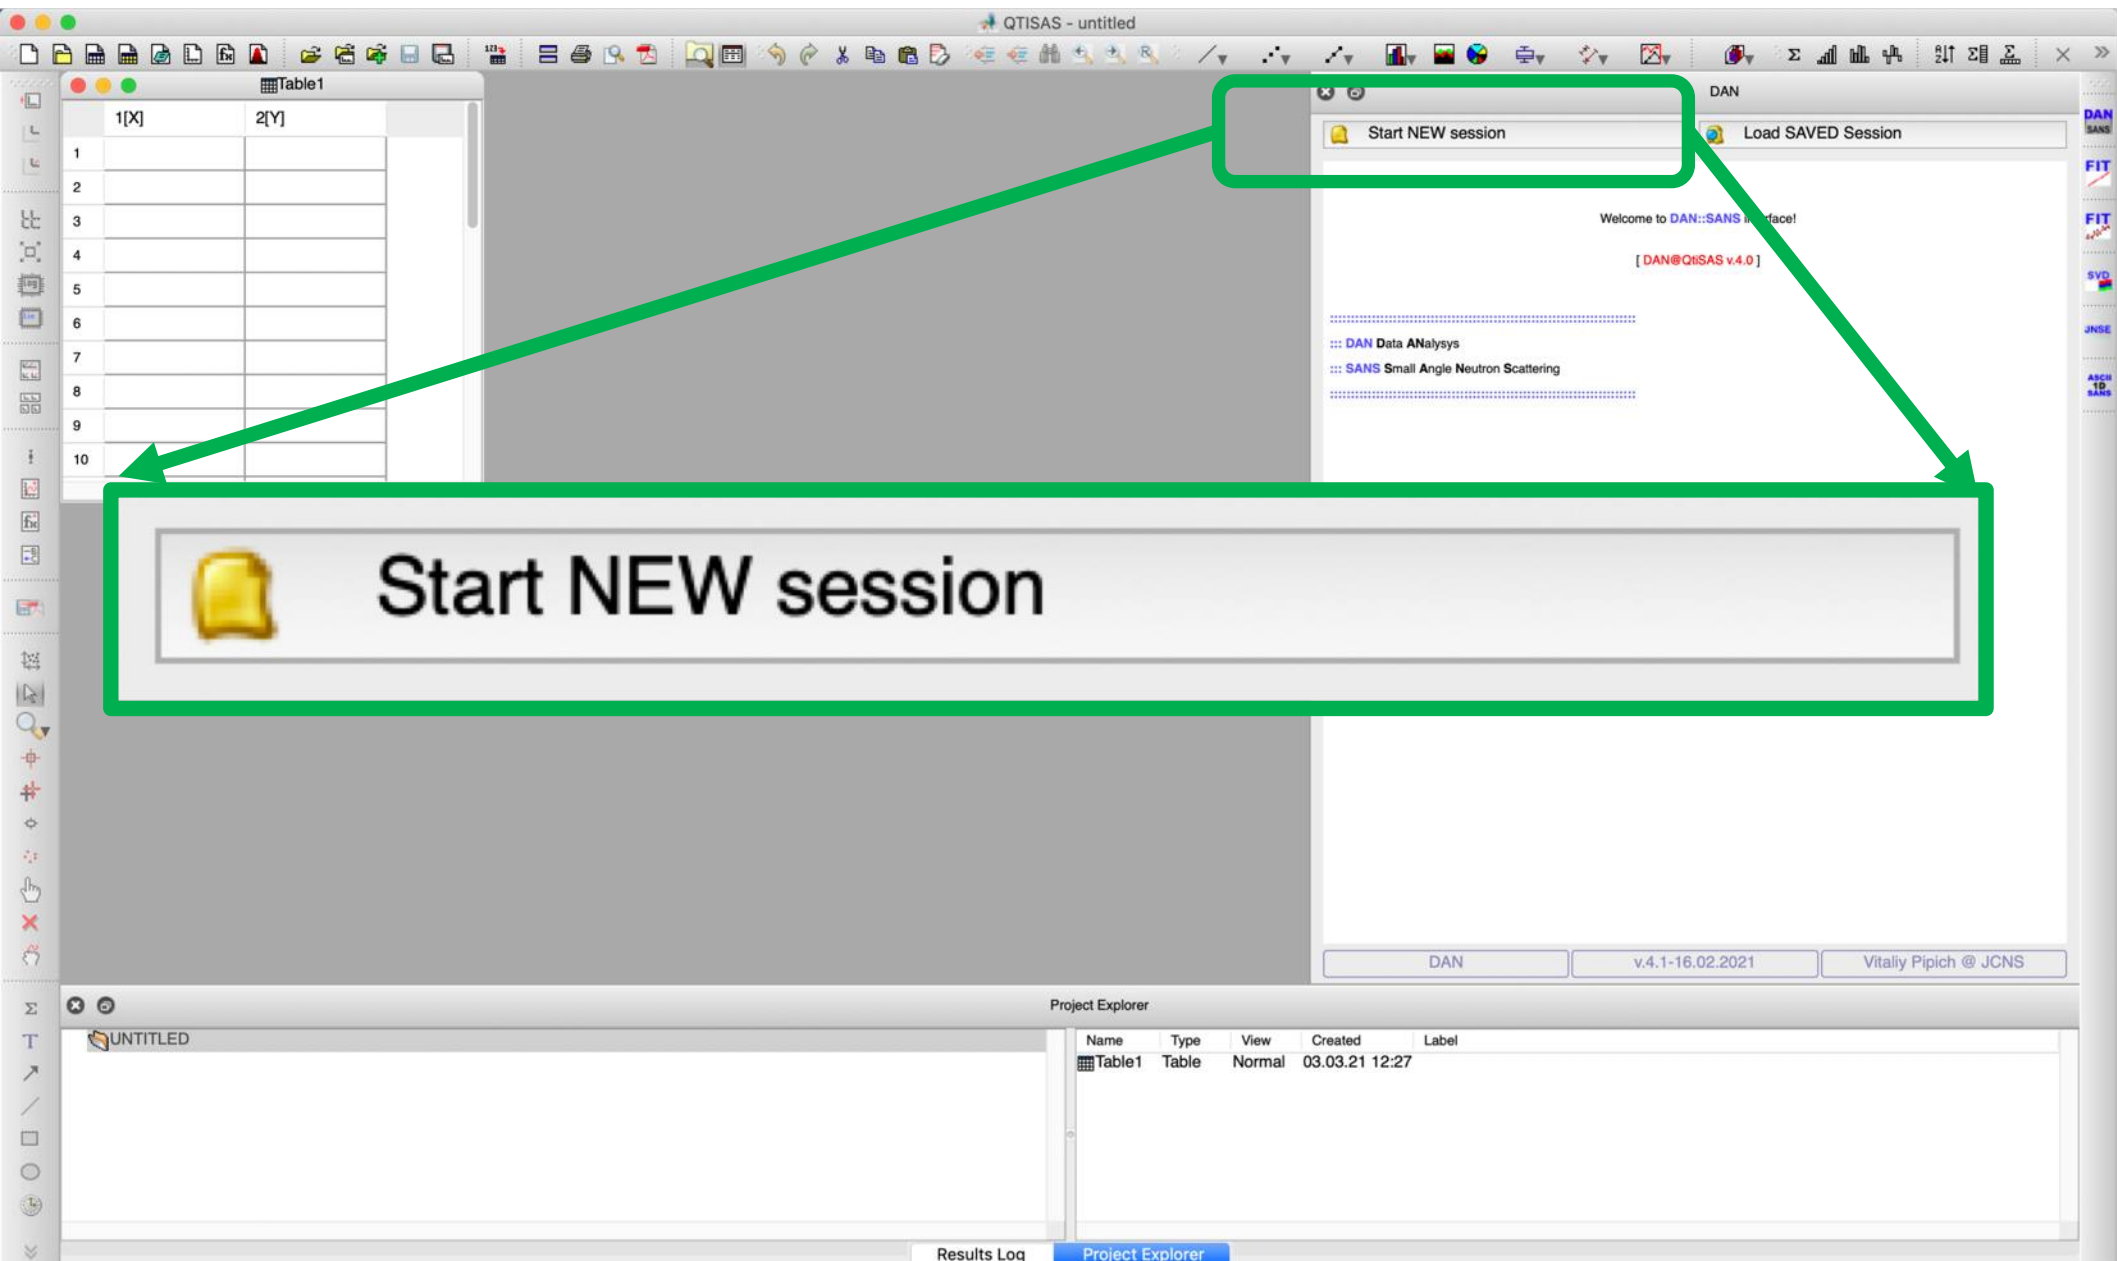 QTISAS - untitled
Table1
1[X] 2[Y]
1
2
3
4
5
6
7
8
9
10
DAN
Start NEW session
Load SAVED Session
Welcome to DAN::SANS
face!
[ DAN@QtiSAS v.4.0 ]
::: DAN Data ANalysys
::: SANS Small Angle Neutron Scattering
DAN
SANS
FIT
FIT
SVD
JNSE
ASCII
1D
SANS
Start NEW session
DAN
v.4.1-16.02.2021
Vitaliy Pipich @ JCNS
Project Explorer
UNTITLED
Name Type View Created Label
Table1 Table Normal 03.03.21 12:27
Results Log
Project Explorer